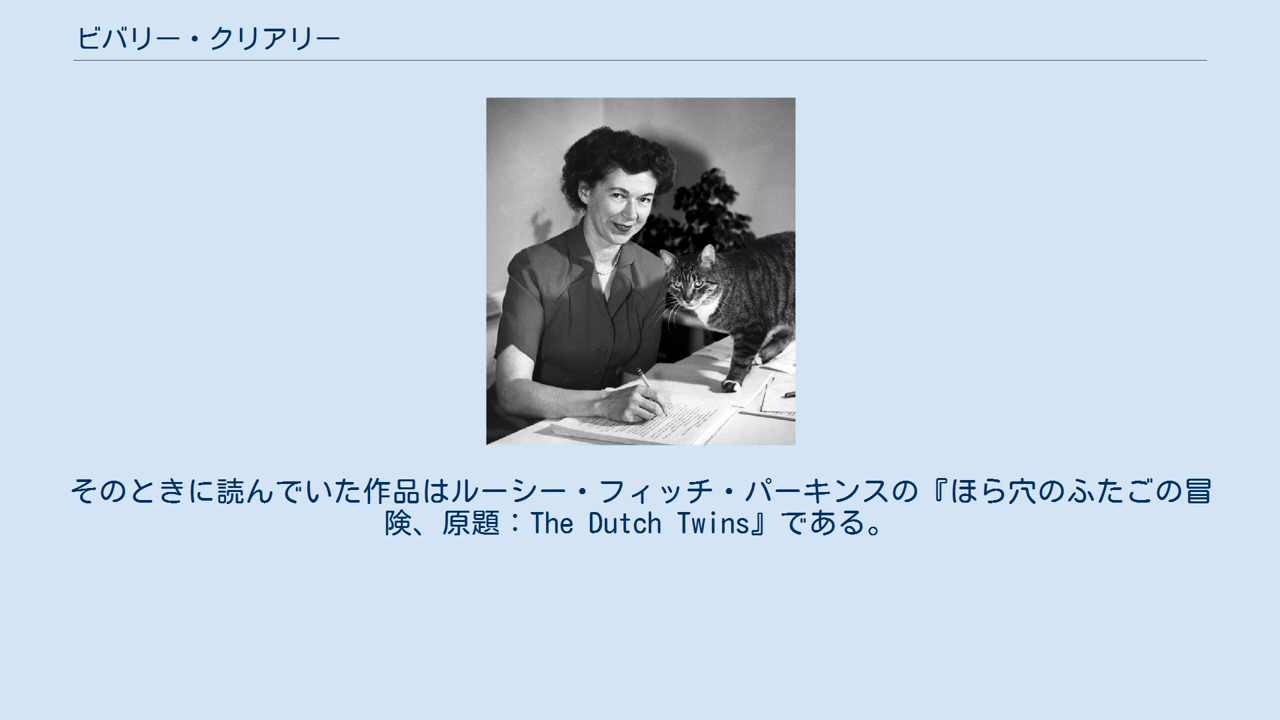 ビバリー・クリアリー
そのときに読んでいた作品はルーシー・フィッチ・パーキンスの『ほら穴のふたごの冒
険、原題：The Dutch Twins』である。